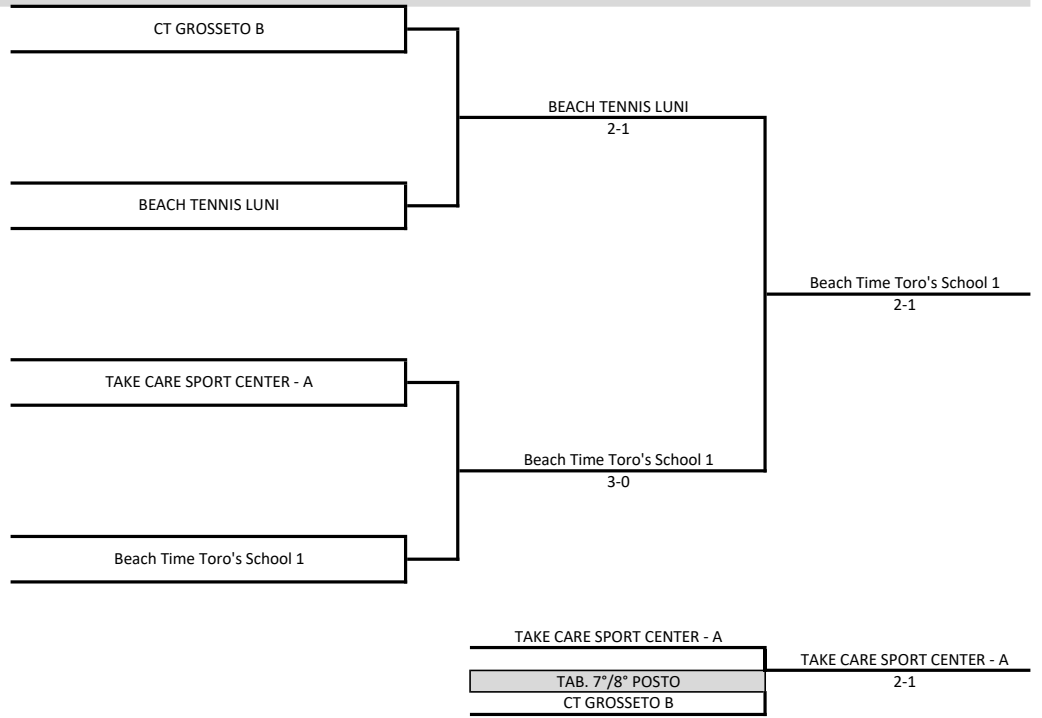 CT GROSSETO B
BEACH TENNIS LUNI
2-1
BEACH TENNIS LUNI
Beach Time Toro's School 1
2-1
TAKE CARE SPORT CENTER - A
Beach Time Toro's School 1
3-0
Beach Time Toro's School 1
TAKE CARE SPORT CENTER - A
TAKE CARE SPORT CENTER - A
TAB. 7°/8° POSTO
2-1
CT GROSSETO B